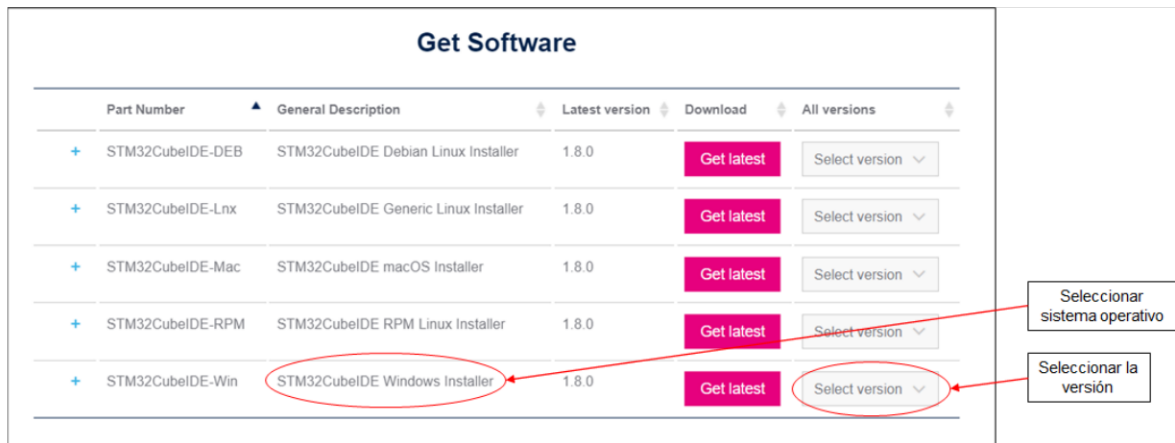 Get Software
Part Number General Description Latest version Download All versions
+ STM32CubeIDE-DEB STM32CubeIDE Debian Linux Installer 1.8.0 Get latest Select version
+ STM32CubeIDE-Lnx STM32CubeIDE Generic Linux Installer 1.8.0 Get latest Select version
+ STM32CubeIDE-Mac STM32CubeIDE macOS Installer 1.8.0 Get latest Select version
+ STM32CubeIDE-RPM STM32CubeIDE RPM Linux Installer 1.8.0 Get latest Select version
+ STM32CubeIDE-Win STM32CubeIDE Windows Installer 1.8.0 Get latest Select version
Seleccionar
sistema operativo
Seleccionar la
versión